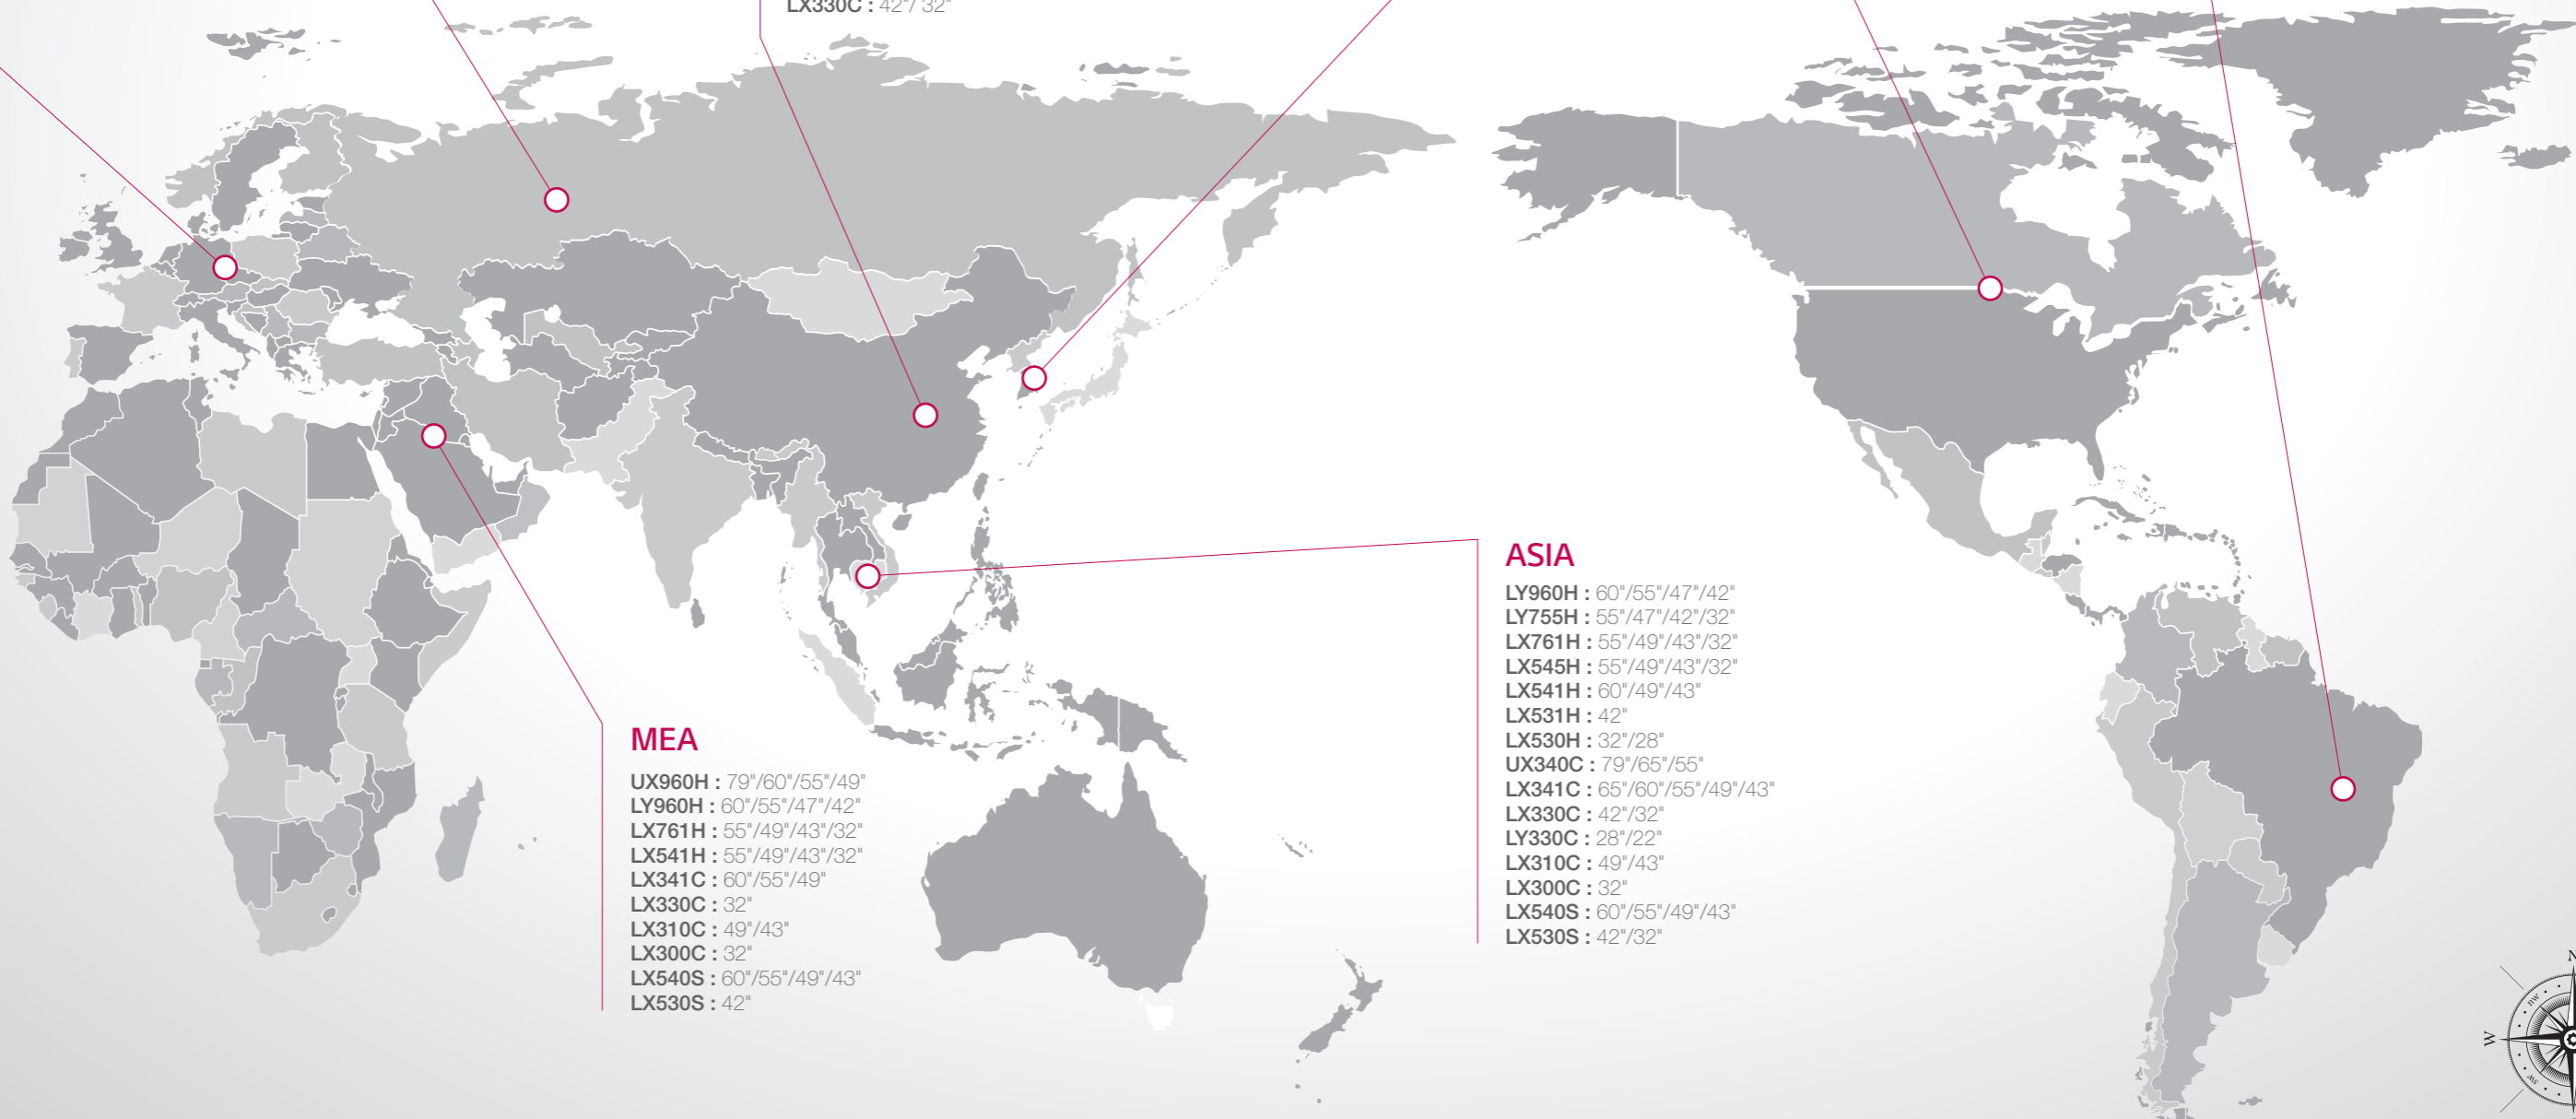 LX330C : 42"/ 32"
ASIA
LY960H : 60"/55"/47"/42"
LY755H : 55"/47"/42"/32"
LX761H : 55"/49"/43"/32"
LX545H : 55"/49"/43"/32"
LX541H : 60"/49"/43"
LX531H : 42"
LX530H : 32"/28"
UX340C : 79"/65"/55"
LX341C : 65"/60"/55"/49"/43"
LX330C : 42"/32"
LY330C : 28"/22"
LX310C : 49"/43"
LX300C : 32"
LX540S : 60"/55"/49"/43"
LX530S : 42"/32"
MEA
UX960H : 79"/60"/55"/49"
LY960H : 60"/55"/47"/42"
LX761H : 55"/49"/43"/32"
LX541H : 55"/49"/43"/32"
LX341C : 60"/55"/49"
LX330C : 32"
LX310C : 49"/43"
LX300C : 32"
LX540S : 60"/55"/49"/43"
LX530S : 42"
N
NW
W
SW